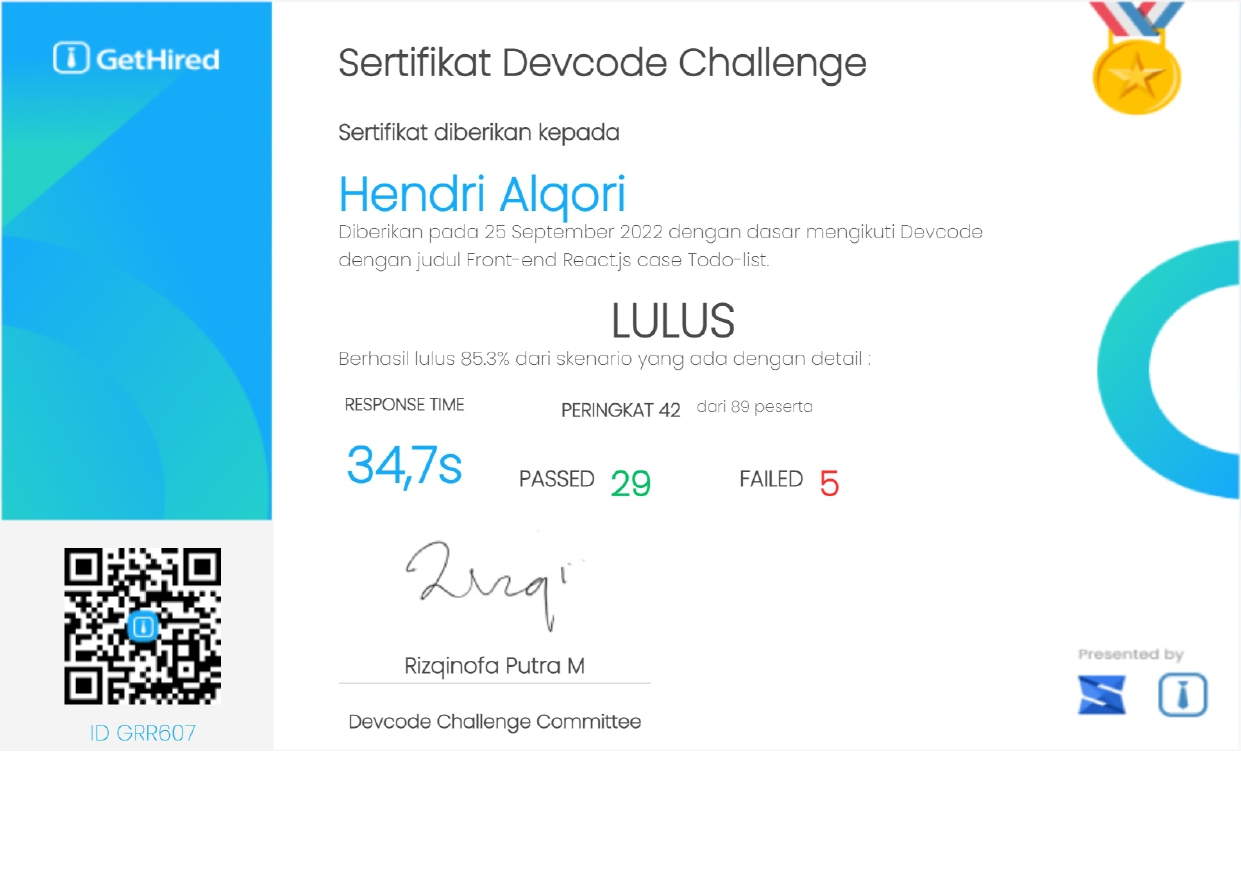 GetHired
Sertifikat Devcode Challenge
Sertifikat diberikan kepada
Hendri Alqori
Diberikan pada 25 September 2022 dengan dasar mengikuti Devcode
dengan judul Front-end React.js case Todo-list.
LULUS
Berhasil lulus 85.3% dari skenario yang ada dengan detail :
RESPONSE TIME
PERINGKAT 42 dari 89 peserta
34,7s
PASSED 29 FAILED 5
Rizqi
Rizqinofa Putra M
Devcode Challenge Committee
ID GRR607
Presented by